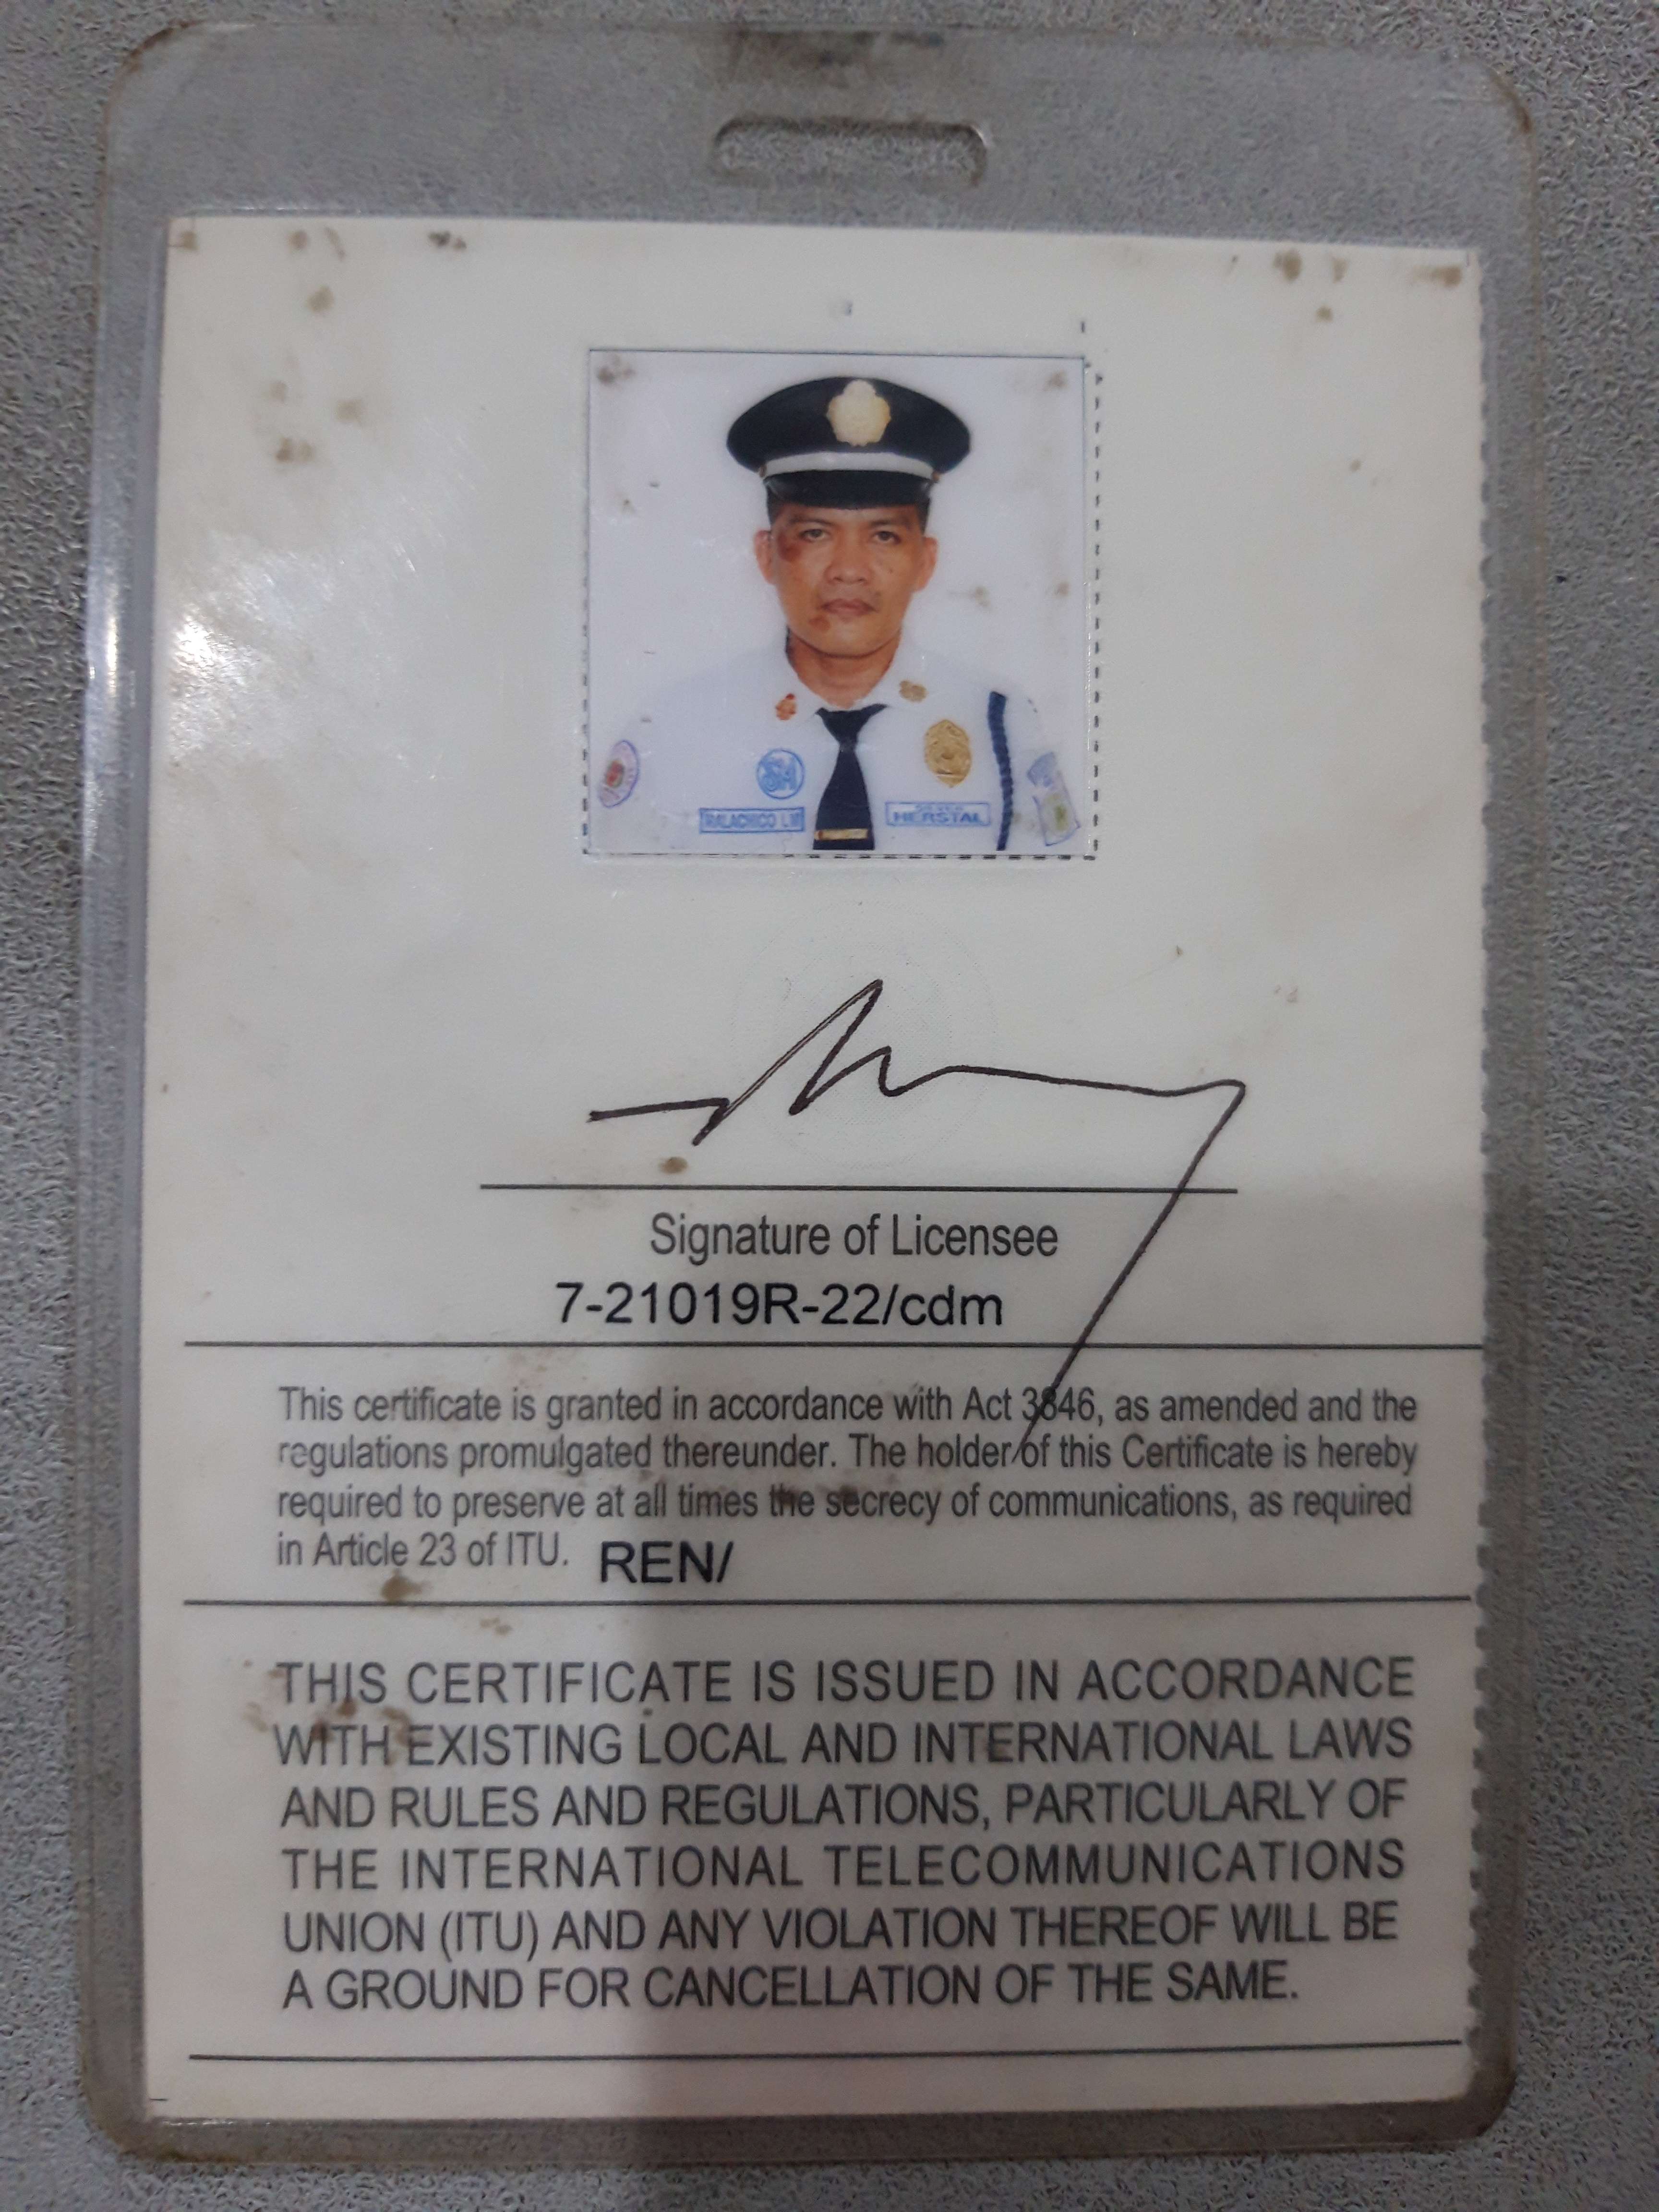 SM
HERSTAL
Signature of Licensee
7-21019R-22/cdm
This certificate is granted in accordance with Act 3846, as amended and the
regulations promulgated thereunder. The holder of this Certificate is hereby
required to preserve at all times the secrecy of communications, as required
in Article 23 of ITU. REN/
THIS CERTIFICATE IS ISSUED IN ACCORDANCE
WITH EXISTING LOCAL AND INTERNATIONAL LAWS
AND RULES AND REGULATIONS, PARTICULARLY OF
THE INTERNATIONAL TELECOMMUNICATIONS
UNION (ITU) AND ANY VIOLATION THEREOF WILL BE
A GROUND FOR CANCELLATION OF THE SAME.